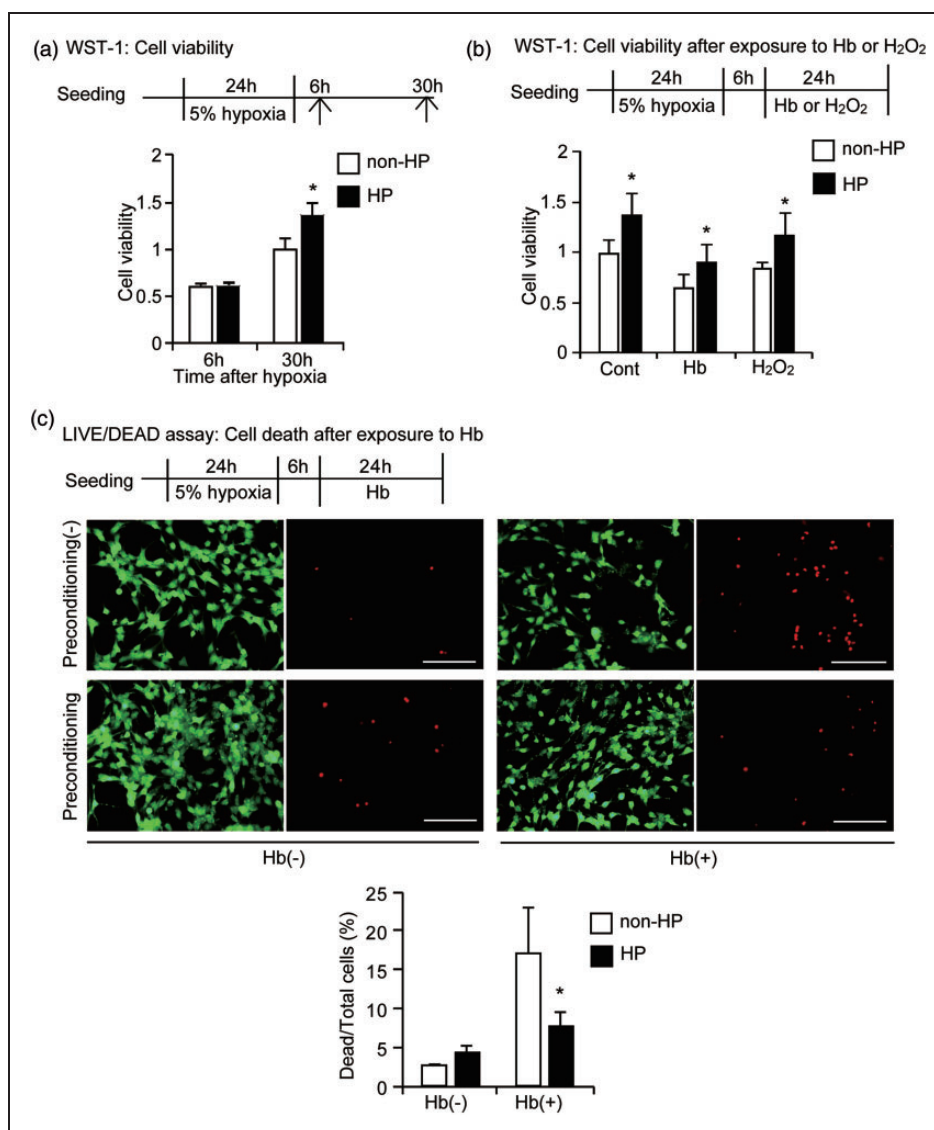 (a) WST-1: Cell viability
24h 6h 30h
Seeding
5% hypoxia
non-HP
HP
Cell viability
2
1.5
1
0.5
0
*
6h 30h
Time after hypoxia
(b) WST-1: Cell viability after exposure to Hb or H₂O₂
24h 6h 24h
Seeding
5% hypoxia Hb or H₂O₂
non-HP
HP
Cell viability
2
1.5
1
0.5
0
* * *
Cont Hb H₂O₂
(c) LIVE/DEAD assay: Cell death after exposure to Hb
24h 6h 24h
Seeding
5% hypoxia Hb
Preconditioning(-)
Preconditioning
Hb(-) Hb(+)
Dead/Total cells (%)
25
20
15
10
5
0
non-HP
HP
*
Hb(-) Hb(+)